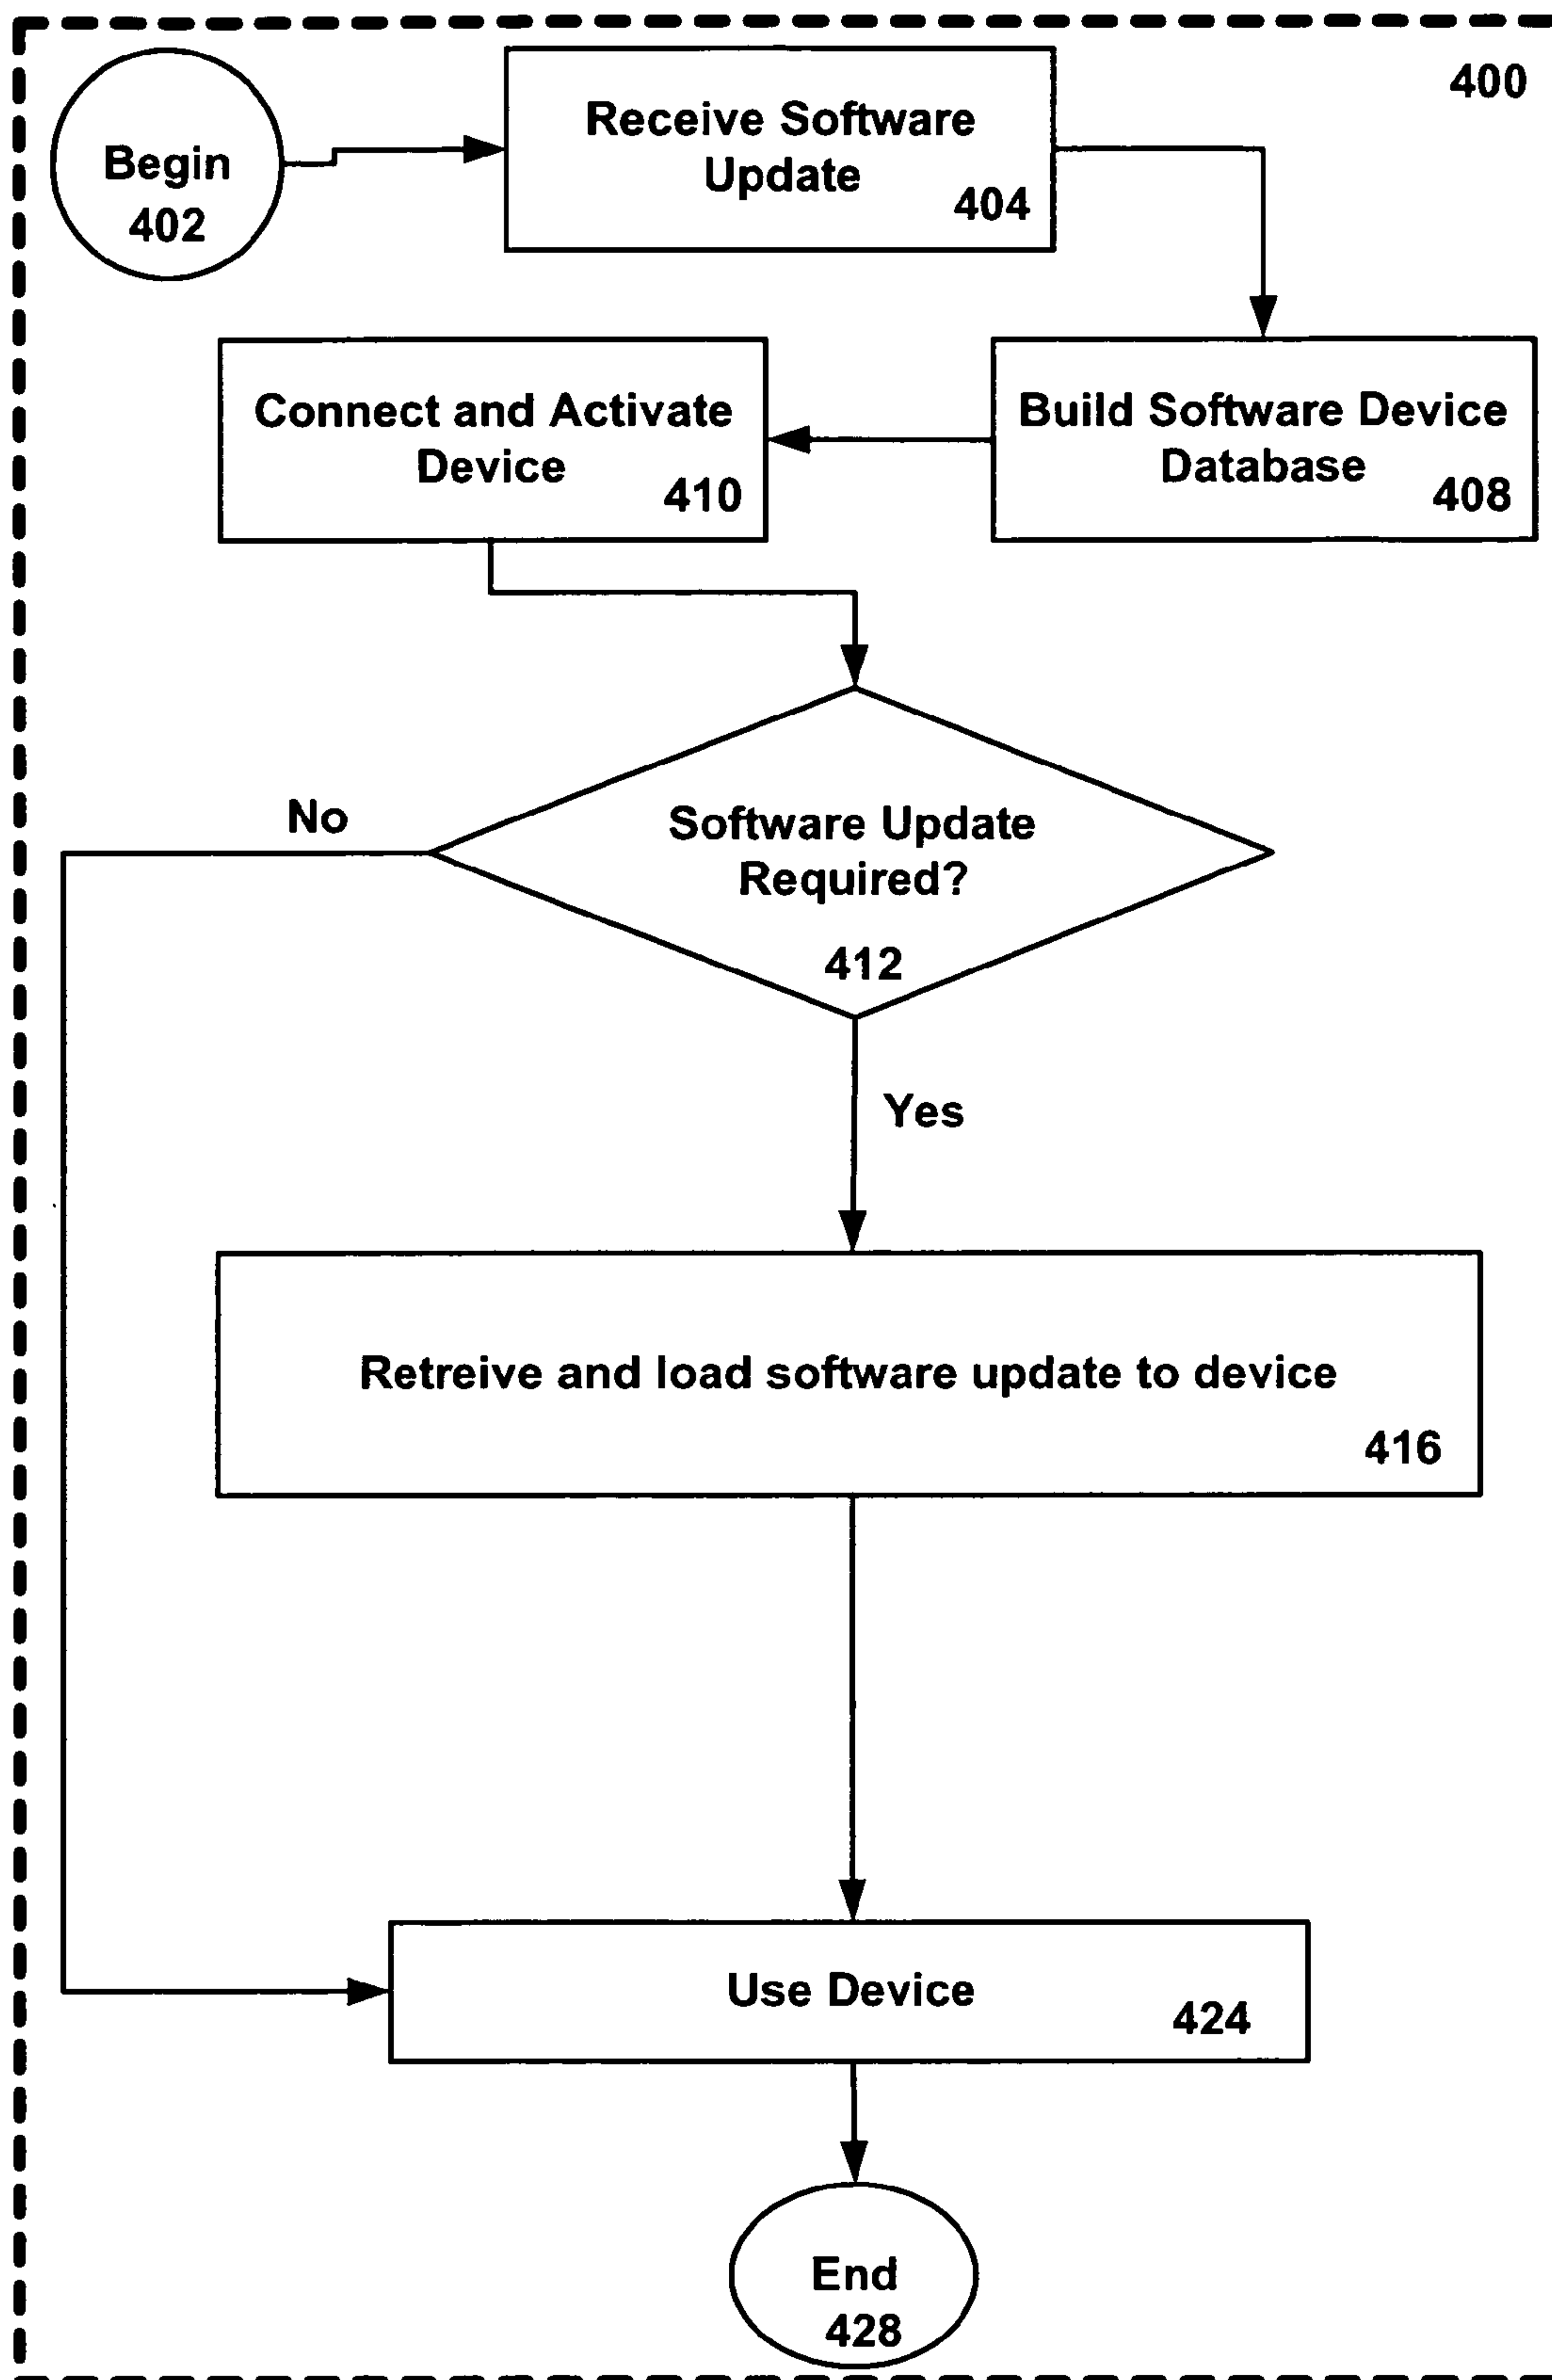 400
Begin
402
Receive Software
Update
404
Build Software Device
Database
408
Connect and Activate
Device
410
Software Update
Required?
412
No
Yes
Retreive and load software update to device
416
Use Device
424
End
428